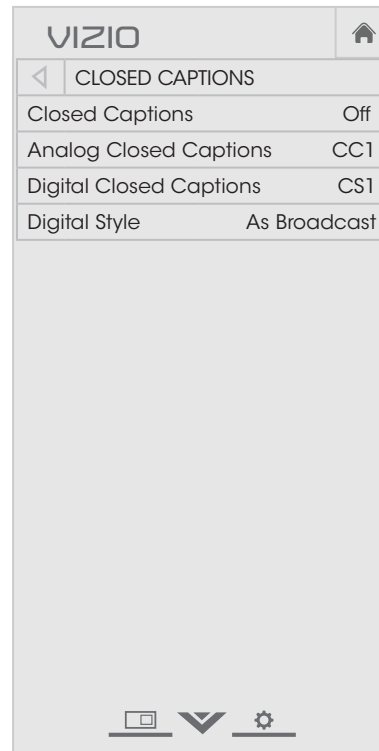 VIZIO
CLOSED CAPTIONS
Closed Captions Off
Analog Closed Captions CC1
Digital Closed Captions CS1
Digital Style As Broadcast